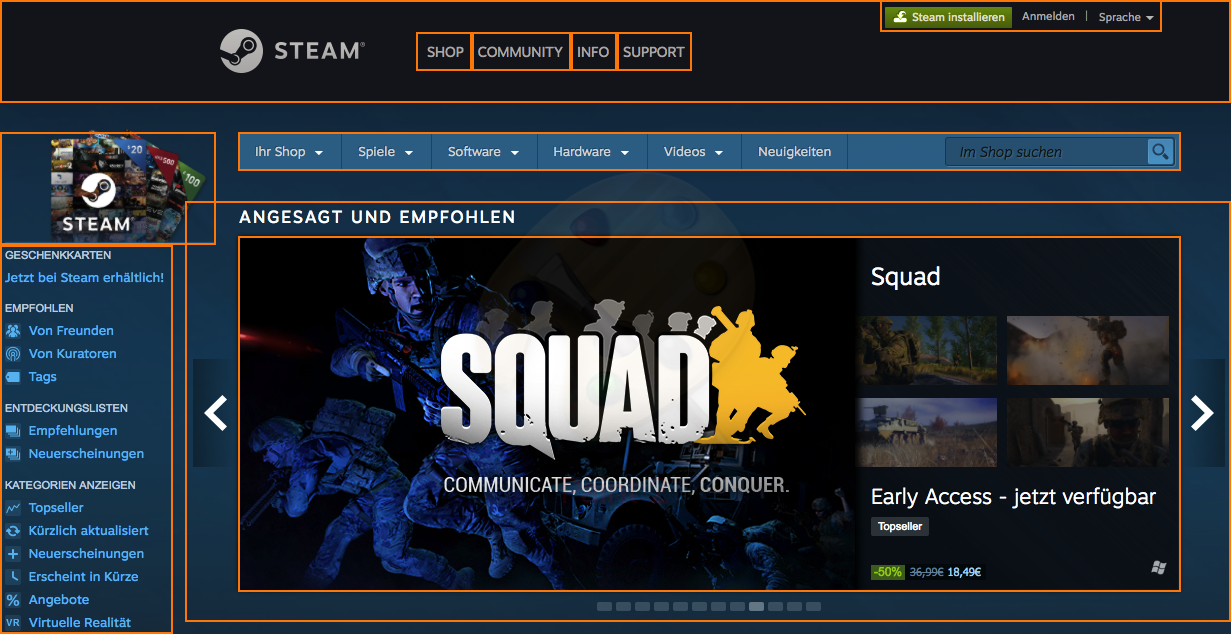 Steam installieren
Anmelden | Sprache
STEAM®
SHOP COMMUNITY INFO SUPPORT
$20
$100
STEAM
Ihr Shop Spiele Software Hardware Videos Neuigkeiten Im Shop suchen
GESCHENKKARTEN
Jetzt bei Steam erhältlich!
EMPFOHLEN
Von Freunden
Von Kuratoren
Tags
ENTDECKUNGSLISTEN
Empfehlungen
Neuerscheinungen
KATEGORIEN ANZEIGEN
Topseller
Kürzlich aktualisiert
Neuerscheinungen
Erscheint in Kürze
% Angebote
VR Virtuelle Realität
ANGESAGT UND EMPFOHLEN
SQUAD
COMMUNICATE, COORDINATE, CONQUER.
Squad
Early Access - jetzt verfügbar
Topseller
-50% 36,99€ 18,49€